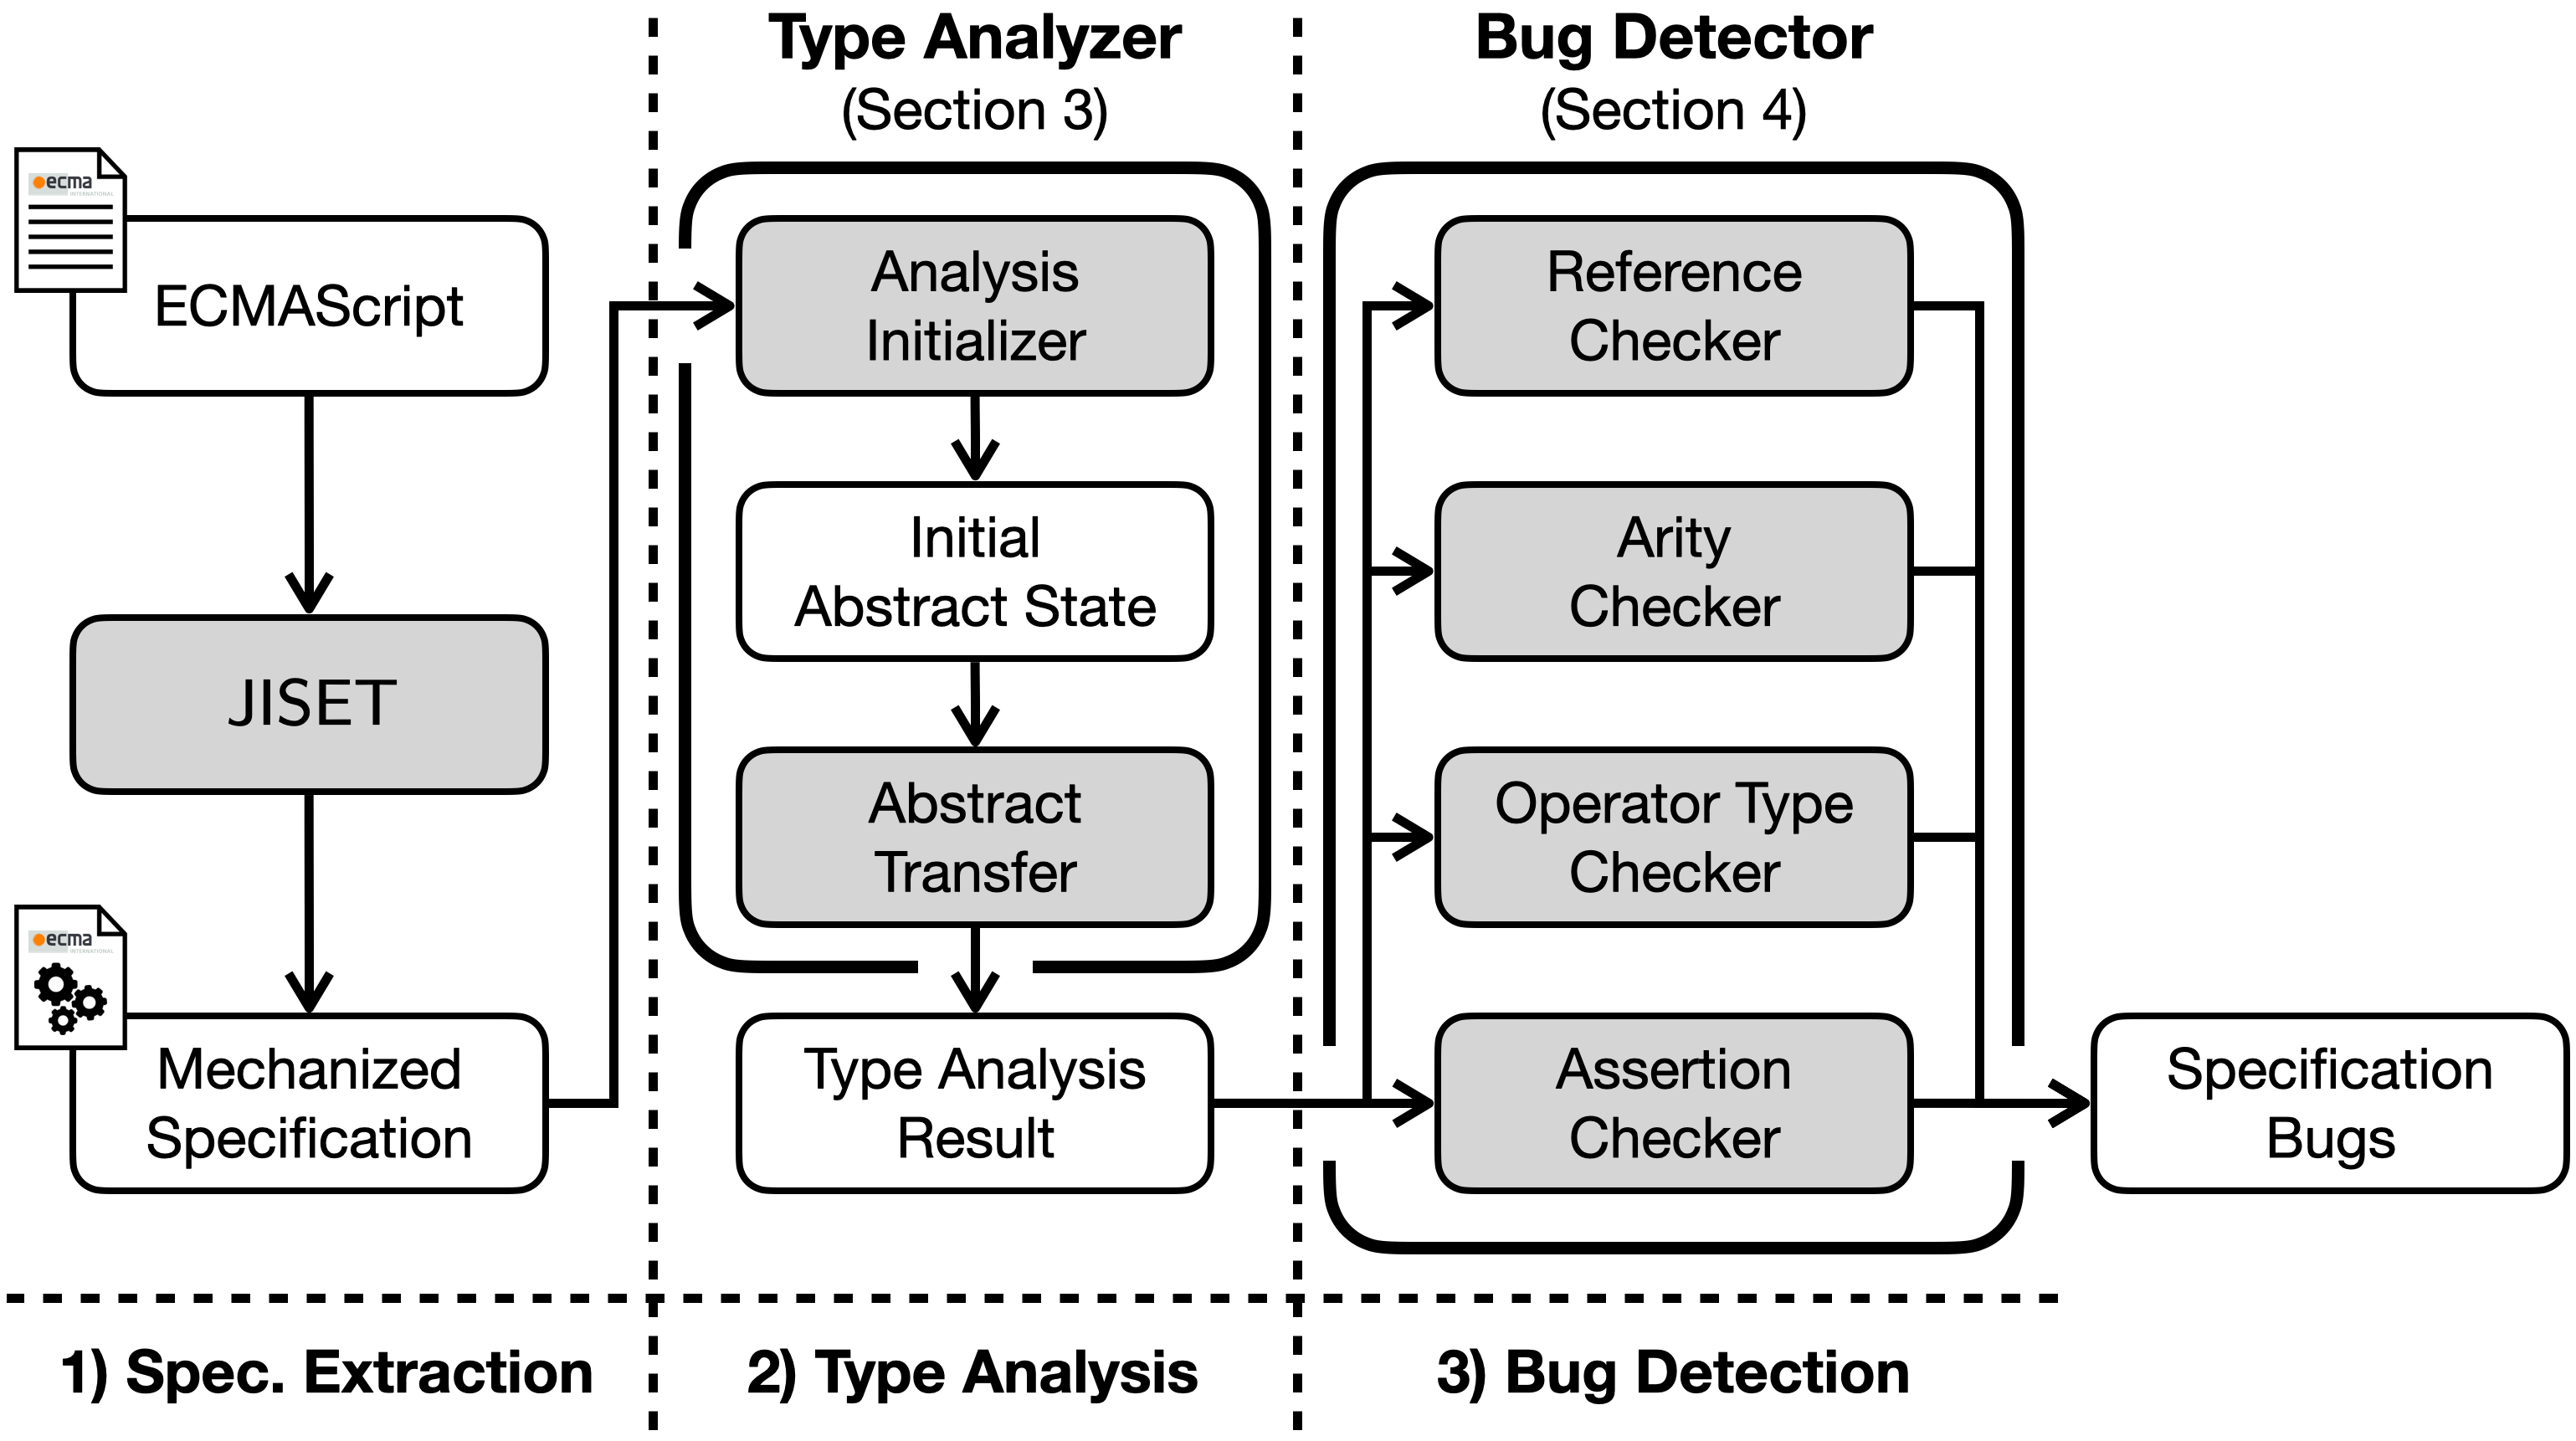 Type Analyzer
(Section 3)
Bug Detector
(Section 4)
ecma
INTERNATIONAL
ECMAScript
JISET
ecma
INTERNATIONAL
Mechanized
Specification
Analysis
Initializer
Initial
Abstract State
Abstract
Transfer
Type Analysis
Result
Reference
Checker
Arity
Checker
Operator Type
Checker
Assertion
Checker
Specification
Bugs
1) Spec. Extraction
2) Type Analysis
3) Bug Detection